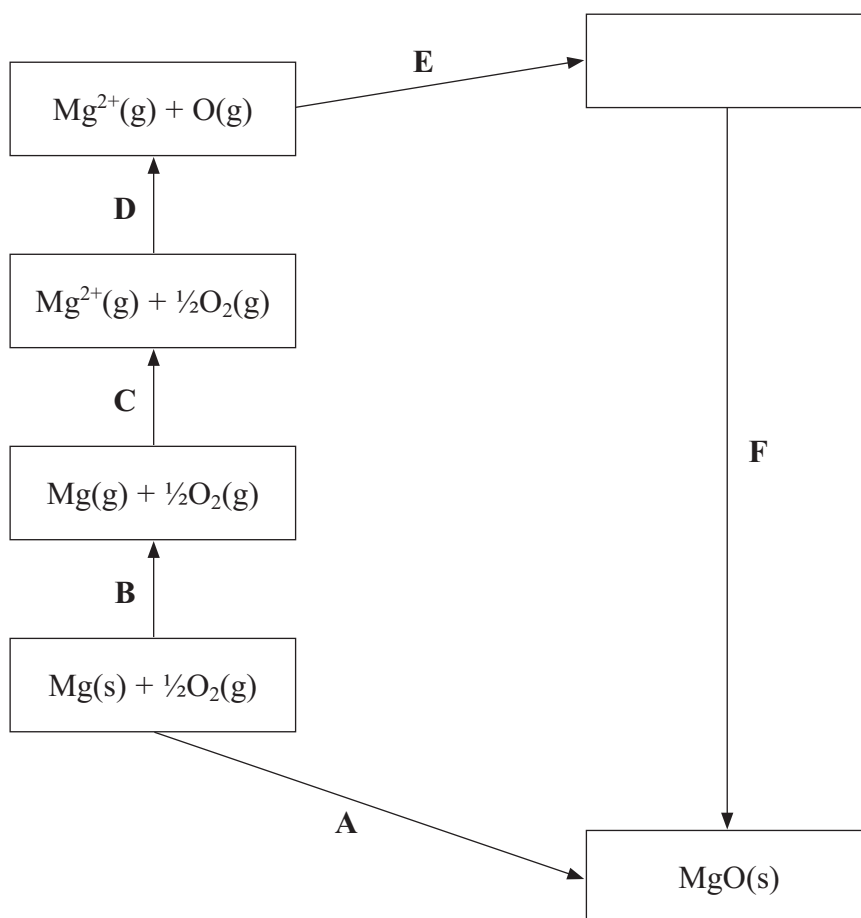 E
Mg²⁺(g) + O(g)
D
Mg²⁺(g) + ½O₂(g)
C
F
Mg(g) + ½O₂(g)
B
Mg(s) + ½O₂(g)
A
MgO(s)